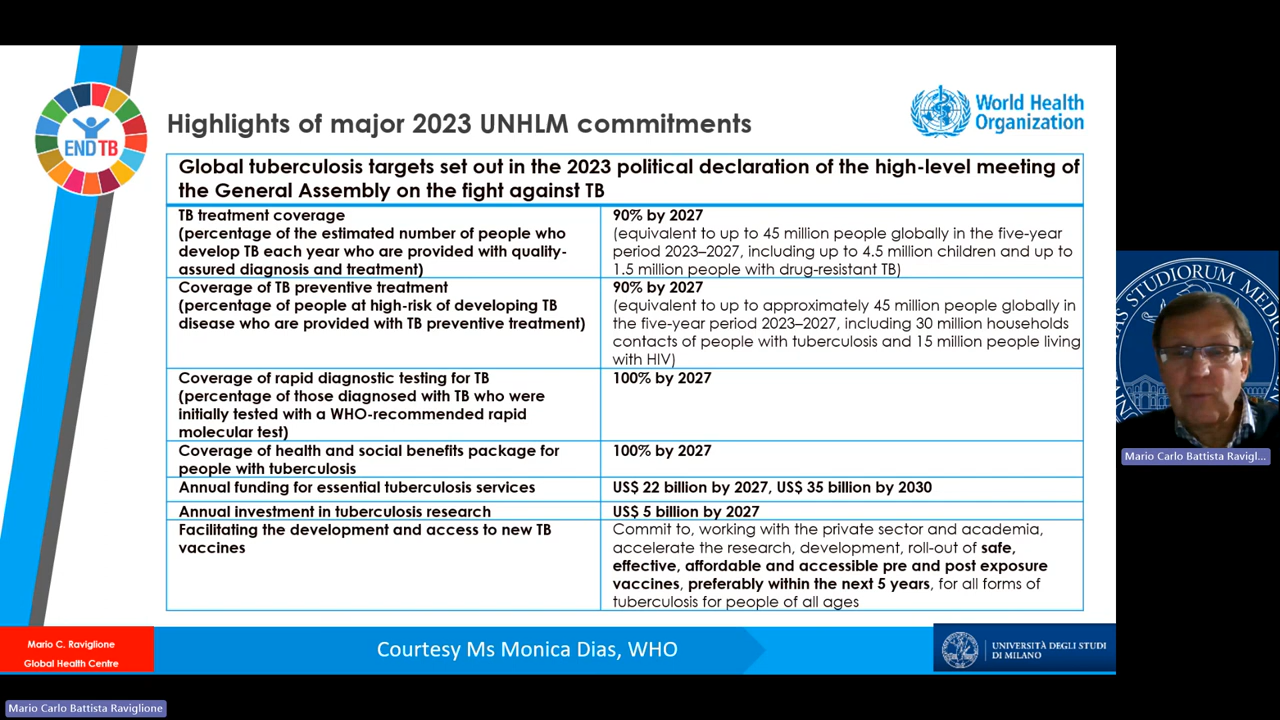 END TB
Highlights of major 2023 UNHLM commitments
World Health
Organization
Global tuberculosis targets set out in the 2023 political declaration of the high-level meeting of
the General Assembly on the fight against TB
TB treatment coverage
(percentage of the estimated number of people who
develop TB each year who are provided with quality-
assured diagnosis and treatment)
90% by 2027
(equivalent to up to 45 million people globally in the five-year
period 2023–2027, including up to 4.5 million children and up to
1.5 million people with drug-resistant TB)
Coverage of TB preventive treatment
(percentage of people at high-risk of developing TB
disease who are provided with TB preventive treatment)
90% by 2027
(equivalent to up to approximately 45 million people globally in
the five-year period 2023–2027, including 30 million households
contacts of people with tuberculosis and 15 million people living
with HIV)
Coverage of rapid diagnostic testing for TB
(percentage of those diagnosed with TB who were
initially tested with a WHO-recommended rapid
molecular test)
100% by 2027
Coverage of health and social benefits package for
people with tuberculosis
100% by 2027
Annual funding for essential tuberculosis services
US$ 22 billion by 2027, US$ 35 billion by 2030
Annual investment in tuberculosis research
US$ 5 billion by 2027
Facilitating the development and access to new TB
vaccines
Commit to, working with the private sector and academia,
accelerate the research, development, roll-out of safe,
effective, affordable and accessible pre and post exposure
vaccines, preferably within the next 5 years, for all forms of
tuberculosis for people of all ages
Mario C. Raviglione
Global Health Centre
Courtesy Ms Monica Dias, WHO
UNIVERSITÀ DEGLI STUDI
DI MILANO
STUDIORUM
Mario Carlo Battista Ravigl...
Mario Carlo Battista Raviglione